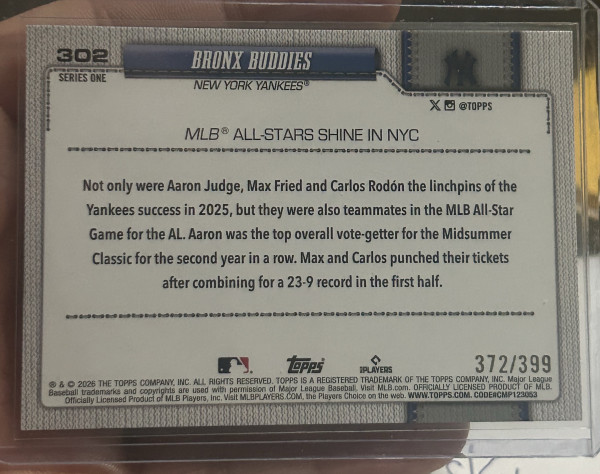 302
SERIES ONE
BRONX BUDDIES
NEW YORK YANKEES®
NY
X @TOPPS
MLB® ALL-STARS SHINE IN NYC
Not only were Aaron Judge, Max Fried and Carlos Rodón the linchpins of the
Yankees success in 2025, but they were also teammates in the MLB All-Star
Game for the AL. Aaron was the top overall vote-getter for the Midsummer
Classic for the second year in a row. Max and Carlos punched their tickets
after combining for a 23-9 record in the first half.
Topps
PLAYERS
372/399
® & © 2026 THE TOPPS COMPANY, INC. ALL RIGHTS RESERVED. TOPPS IS A REGISTERED TRADEMARK OF THE TOPPS COMPANY, INC. Major League
Baseball trademarks and copyrights are used with permission of Major League Baseball. Visit MLB.com. OFFICIALLY LICENSED PRODUCT OF MLB PLAYERS, INC.
Officially Licensed Product of MLB Players, Inc. Visit MLBPLAYERS.COM, the Players Choice on the web. WWW.TOPPS.COM. CODE#CMP123053